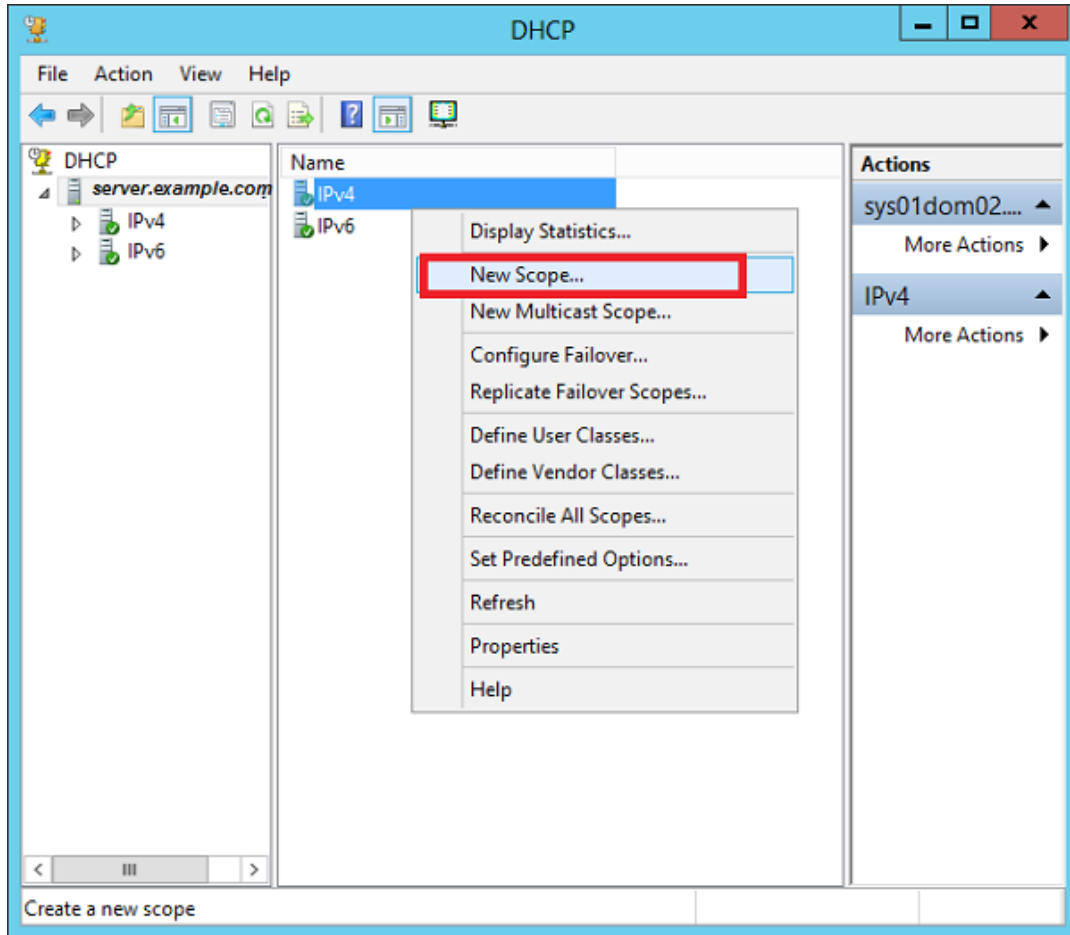 DHCP
File Action View Help
DHCP
server.example.com
IPv4
IPv6
Name
IPv4
IPv6
Display Statistics...
New Scope...
New Multicast Scope...
Configure Failover...
Replicate Failover Scopes...
Define User Classes...
Define Vendor Classes...
Reconcile All Scopes...
Set Predefined Options...
Refresh
Properties
Help
Actions
sys01dom02....
More Actions
IPv4
More Actions
Create a new scope